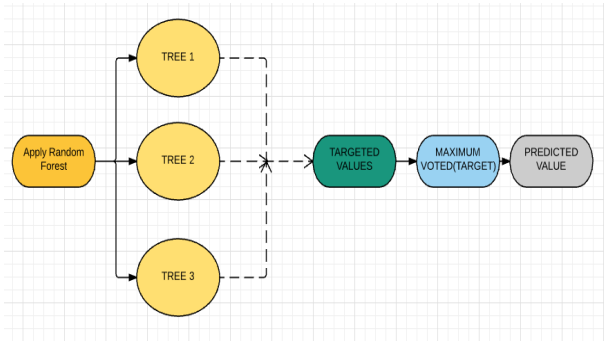 TREE 1
Apply Random
Forest
TREE 2
TARGETED
VALUES
MAXIMUM
VOTED(TARGET)
PREDICTED
VALUE
TREE 3